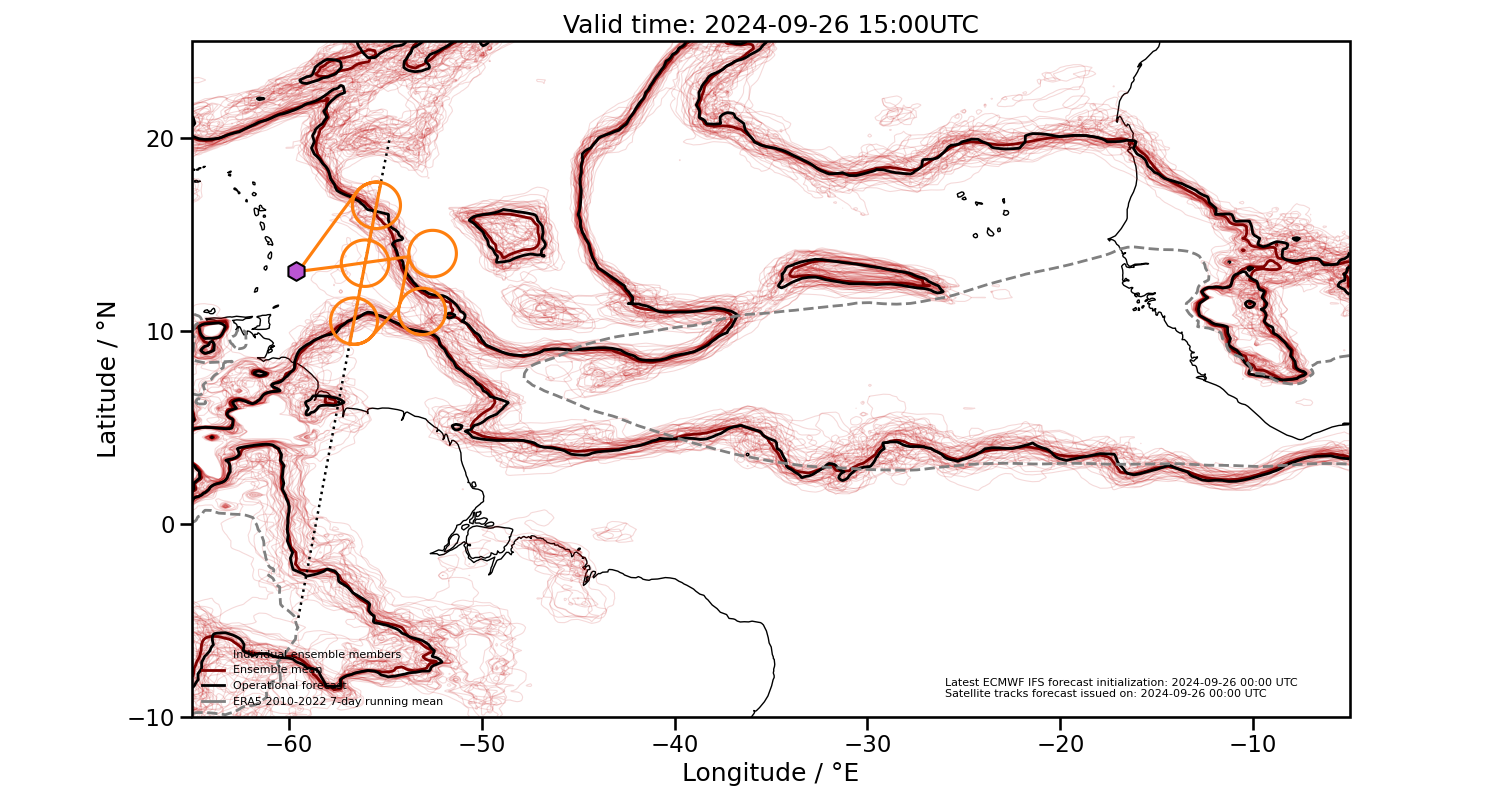 Valid time: 2024-09-26 15:00UTC
Latitude / °N
20
10
0
−10
Individual ensemble members
Ensemble mean
Operational forecast
ERA5 2010-2022 7-day running mean
Latest ECMWF IFS forecast initialization: 2024-09-26 00:00 UTC
Satellite tracks forecast issued on: 2024-09-26 00:00 UTC
−60
−50
−40
−30
−20
−10
Longitude / °E